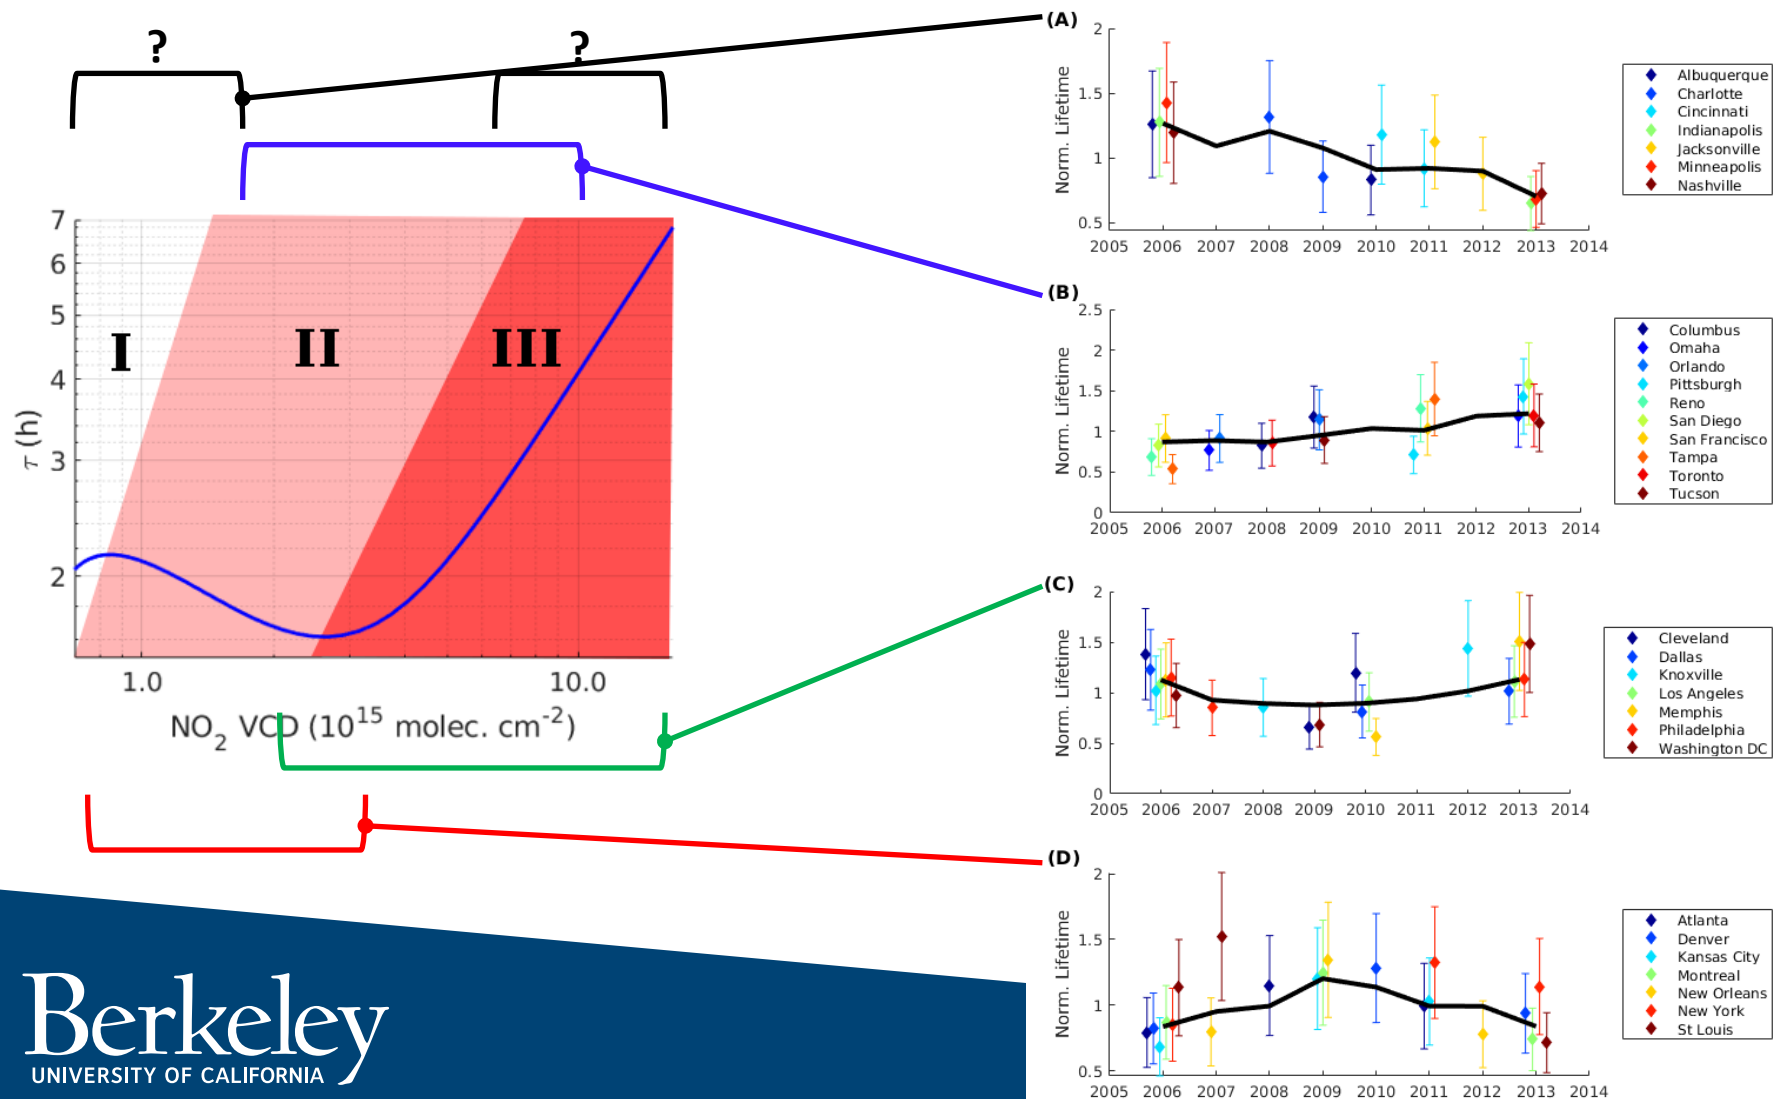 ?
?
7
6
5
4
3
2
τ (h)
I
II
III
1.0
10.0
NO2 VCD (10^15 molec. cm^-2)
(A)
2
1.5
1
0.5
Norm. Lifetime
2005 2006 2007 2008 2009 2010 2011 2012 2013 2014
Albuquerque
Charlotte
Cincinnati
Indianapolis
Jacksonville
Minneapolis
Nashville
(B)
2.5
2
1.5
1
0.5
0
Norm. Lifetime
2005 2006 2007 2008 2009 2010 2011 2012 2013 2014
Columbus
Omaha
Orlando
Pittsburgh
Reno
San Diego
San Francisco
Tampa
Toronto
Tucson
(C)
2
1.5
1
0.5
0
Norm. Lifetime
2005 2006 2007 2008 2009 2010 2011 2012 2013 2014
Cleveland
Dallas
Knoxville
Los Angeles
Memphis
Philadelphia
Washington DC
(D)
2
1.5
1
0.5
Norm. Lifetime
2005 2006 2007 2008 2009 2010 2011 2012 2013 2014
Atlanta
Denver
Kansas City
Montreal
New Orleans
New York
St Louis
Berkeley
UNIVERSITY OF CALIFORNIA